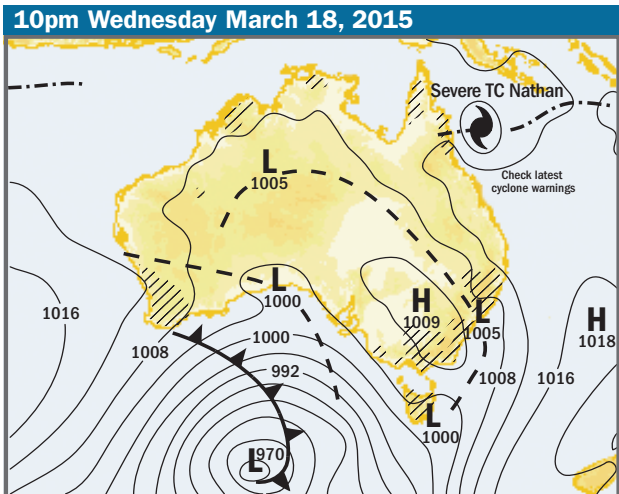 10pm Wednesday March 18, 2015
Severe TC Nathan
Check latest
cyclone warnings
L
1005
L
1000
H
1009
L
1005
H
1018
1016
1008
1000
992
1008
1016
L
1000
L 970